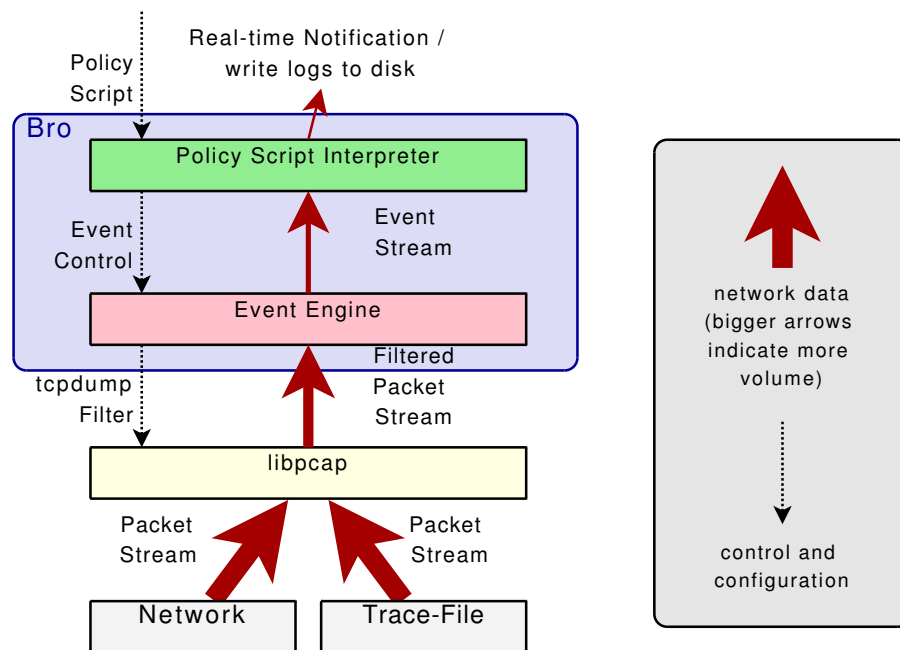 Real-time Notification /
write logs to disk
Policy
Script
Bro
Policy Script Interpreter
Event
Control
Event
Stream
Event Engine
tcpdump
Filter
Filtered
Packet
Stream
libpcap
Packet
Stream
Packet
Stream
Network
Trace-File
network data
(bigger arrows
indicate more
volume)
control and
configuration